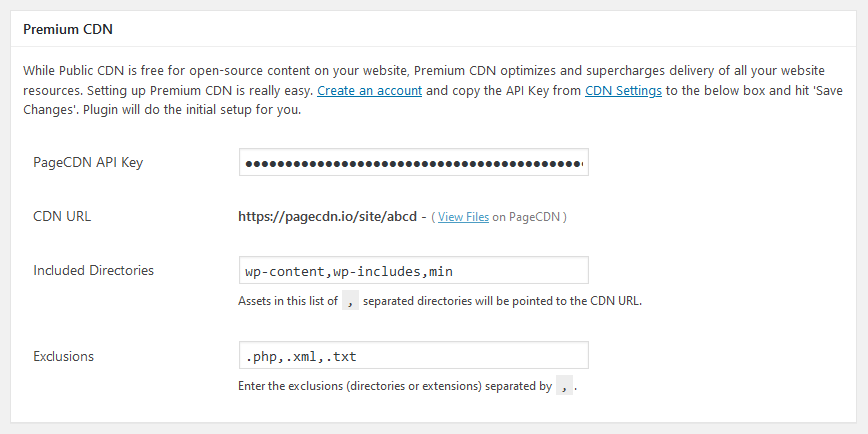 Premium CDN
While Public CDN is free for open-source content on your website, Premium CDN optimizes and supercharges delivery of all your website
resources. Setting up Premium CDN is really easy. Create an account and copy the API Key from CDN Settings to the below box and hit 'Save
Changes'. Plugin will do the initial setup for you.
PageCDN API Key
CDN URL https://pagecdn.io/site/abcd - ( View Files on PageCDN )
Included Directories wp-content,wp-includes,min
Assets in this list of , separated directories will be pointed to the CDN URL.
Exclusions .php,.xml,.txt
Enter the exclusions (directories or extensions) separated by , .